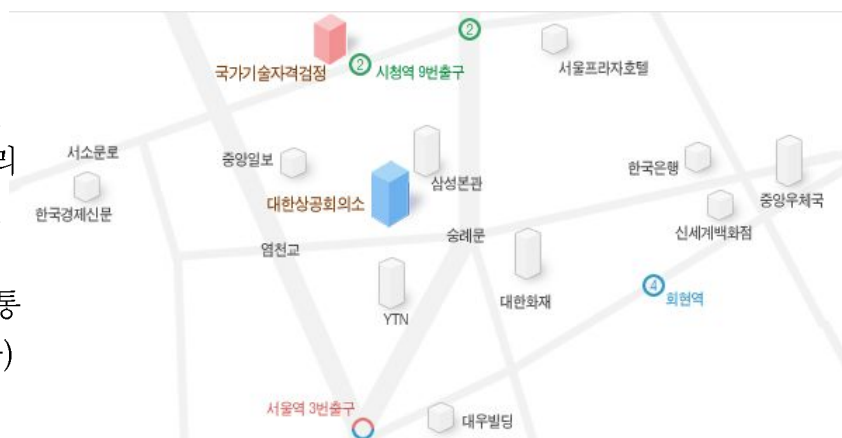 2
2
국가기술자격검정
시청역 9번출구
서울프라자호텔
서소문로
리
중앙일보
한국은행
삼성본관
중앙우체국
대한상공회의소
한국경제신문
신세계백화점
숭례문
염천교
4
회현역
대한화재
통
YTN
)
서울역 3번출구
대우빌딩